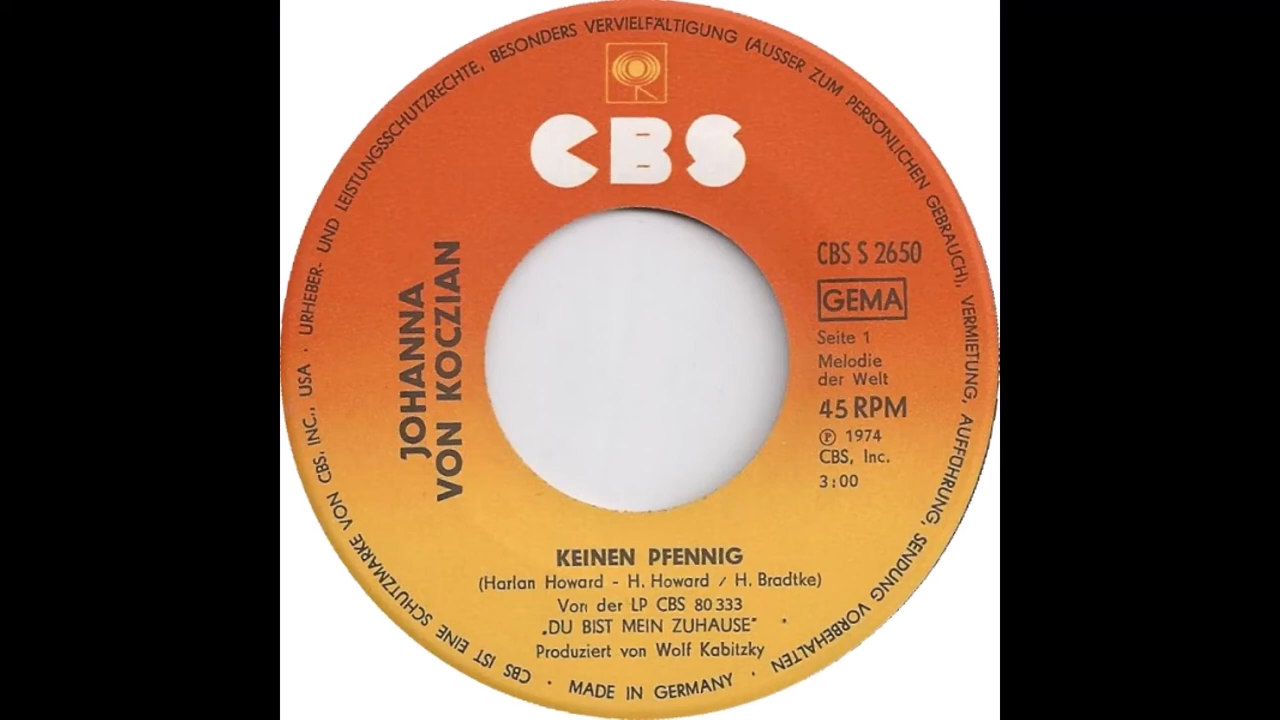 CBS IST EINE SCHUTZMARKE VON CBS, INC., USA · URHEBER- UND LEISTUNGSSCHUTZRECHTE, BESONDERS VERVIELFÄLTIGUNG (AUSSER ZUM PERSÖNLICHEN GEBRAUCH), VERMIETUNG, AUFFÜHRUNG, SENDUNG VORBEHALTEN
CBS
JOHANNA
VON KOCZIAN
CBS S 2650
GEMA
Seite 1
Melodie
der Welt
45 RPM
℗ 1974
CBS, Inc.
3:00
KEINEN PFENNIG
(Harlan Howard - H. Howard / H. Bradtke)
Von der LP CBS 80333
„DU BIST MEIN ZUHAUSE"
Produziert von Wolf Kabitzky
· MADE IN GERMANY ·